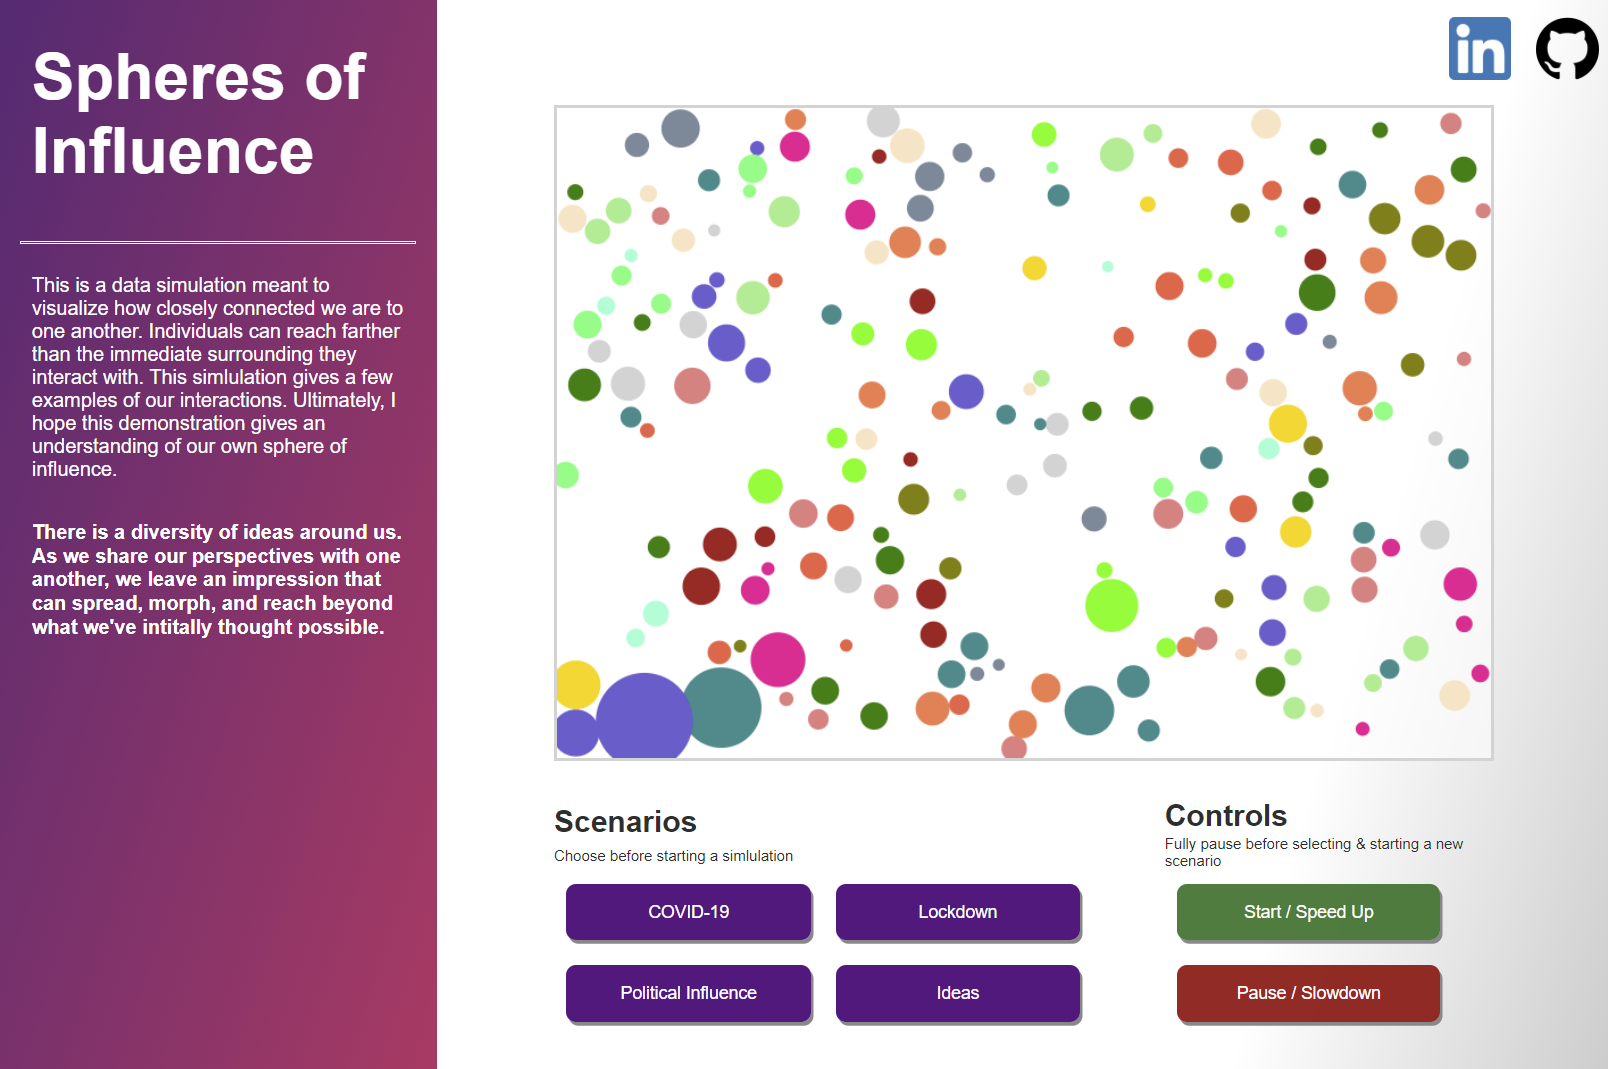 Spheres of
Influence
This is a data simulation meant to
visualize how closely connected we are to
one another. Individuals can reach farther
than the immediate surrounding they
interact with. This simlulation gives a few
examples of our interactions. Ultimately, I
hope this demonstration gives an
understanding of our own sphere of
influence.
There is a diversity of ideas around us.
As we share our perspectives with one
another, we leave an impression that
can spread, morph, and reach beyond
what we've intitally thought possible.
in
Scenarios
Choose before starting a simlulation
COVID-19
Lockdown
Political Influence
Ideas
Controls
Fully pause before selecting & starting a new
scenario
Start / Speed Up
Pause / Slowdown